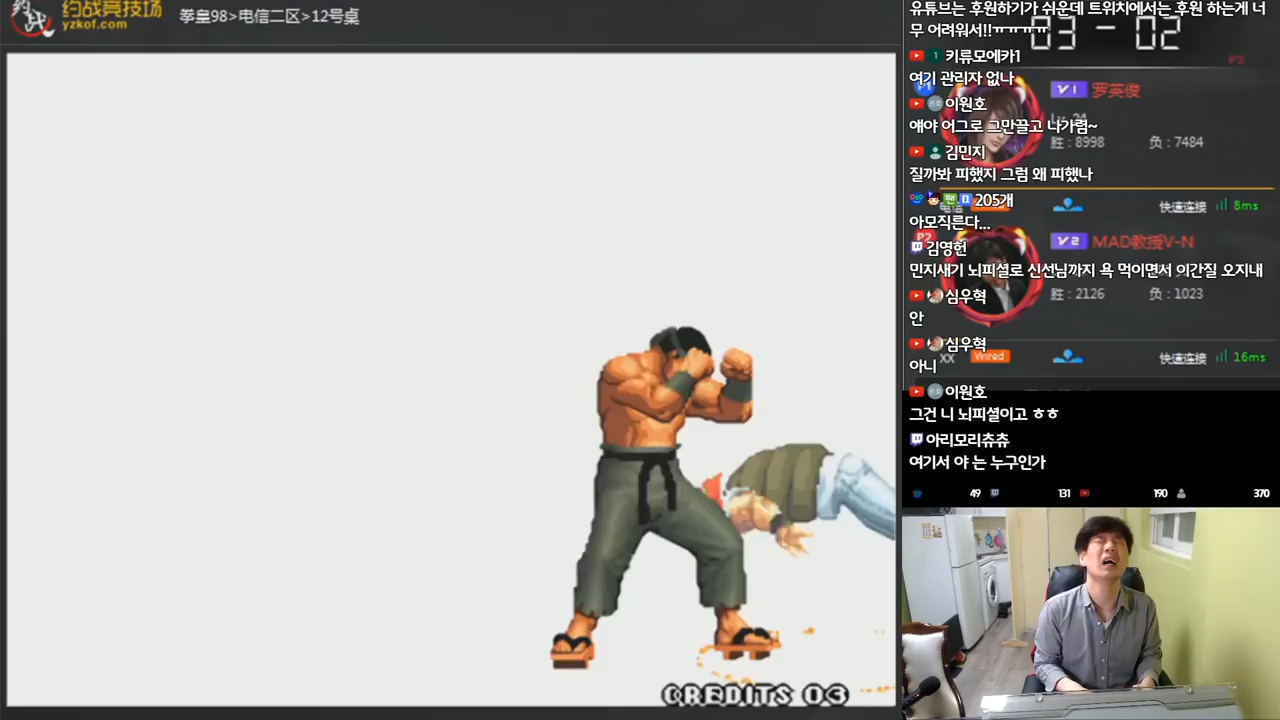 约战竞技场
yzkof.com
拳皇98>电信二区>12号桌
CREDITS 03
유튜브는 후원하기가 쉬운데 트위치에서는 후원 하는게 너
무 어려워서!!ㅠㅠㅠㅠ
03 - 02
키류모에카1
여기 관리자 없나
P1
V1 罗英俊
이원호
얘야 어그로 그만끌고 나가렴~
胜：8998 负：7484
김민지
질까봐 피했지 그럼 왜 피했나
205개
快速连接 8ms
아모직른다...
P2
V2 MAD教授V-N
김영헌
민지새기 뇌피셜로 신선님까지 욕 먹이면서 이간질 오지내
胜：2126 负：1023
심우혁
안
심우혁
XX Wired 快速连接 16ms
아니
이원호
그건 니 뇌피셜이고 ㅎㅎ
아리모리츄츄
여기서 야 는 누구인가
49 131 190 370